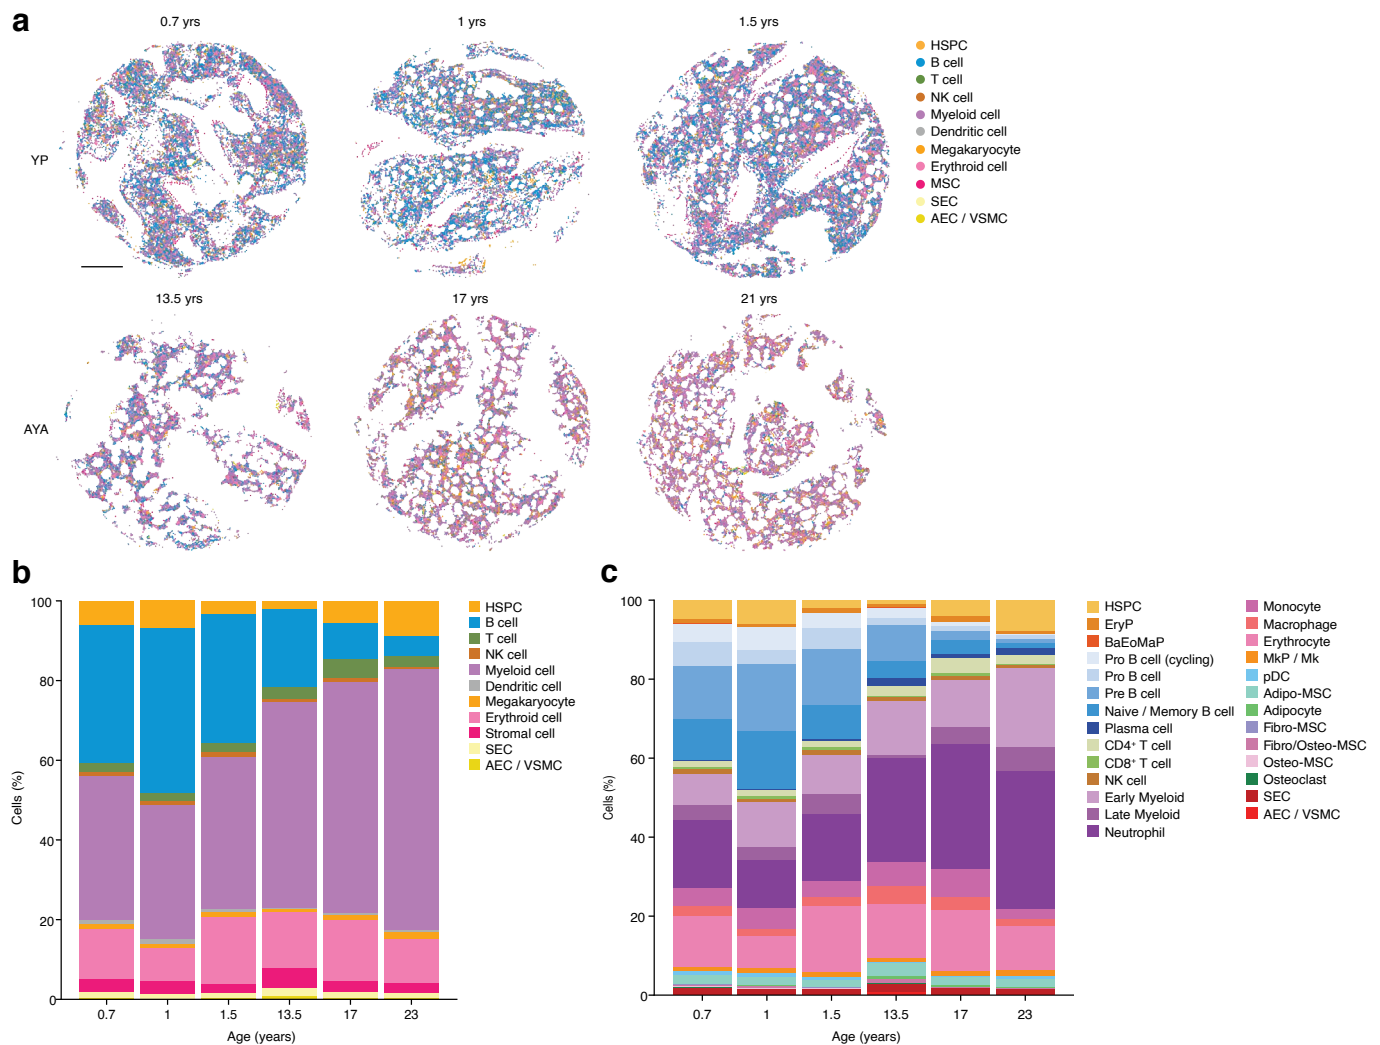 a
0.7 yrs
1 yrs
1.5 yrs
YP
HSPC
B cell
T cell
NK cell
Myeloid cell
Dendritic cell
Megakaryocyte
Erythroid cell
MSC
SEC
AEC / VSMC
13.5 yrs
17 yrs
21 yrs
AYA
b
Cells (%)
100
80
60
40
20
0
0.7
1
1.5
13.5
17
23
Age (years)
HSPC
B cell
T cell
NK cell
Myeloid cell
Dendritic cell
Megakaryocyte
Erythroid cell
Stromal cell
SEC
AEC / VSMC
c
Cells (%)
100
80
60
40
20
0
0.7
1
1.5
13.5
17
23
Age (years)
HSPC
EryP
BaEoMaP
Pro B cell (cycling)
Pro B cell
Pre B cell
Naive / Memory B cell
Plasma cell
CD4⁺ T cell
CD8⁺ T cell
NK cell
Early Myeloid
Late Myeloid
Neutrophil
Monocyte
Macrophage
Erythrocyte
MkP / Mk
pDC
Adipo-MSC
Adipocyte
Fibro-MSC
Fibro/Osteo-MSC
Osteo-MSC
Osteoclast
SEC
AEC / VSMC